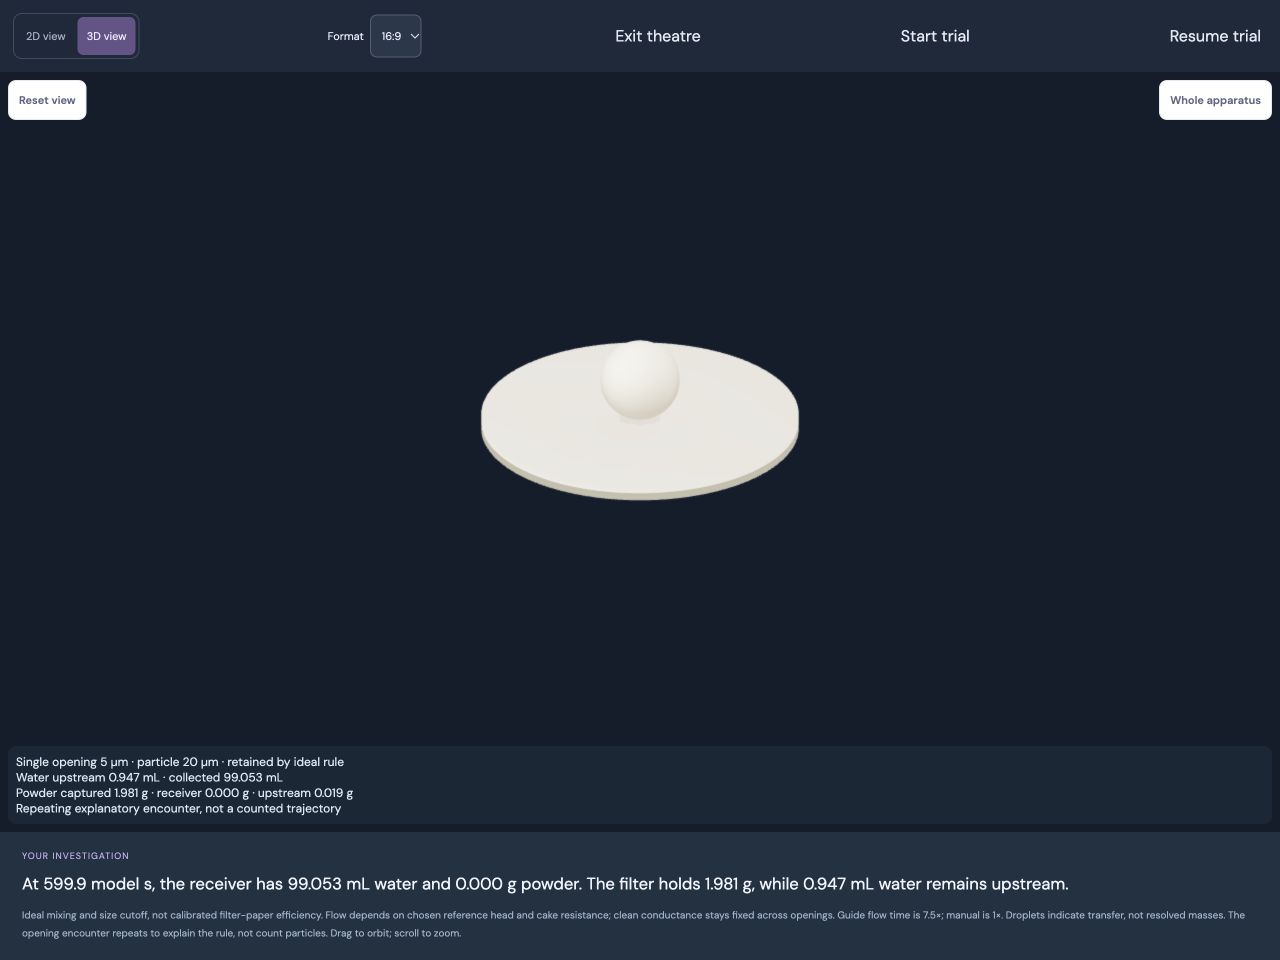 2D view
3D view
Format
16:9
Exit theatre
Start trial
Resume trial
Reset view
Whole apparatus
Single opening 5 µm · particle 20 µm · retained by ideal rule
Water upstream 0.947 mL · collected 99.053 mL
Powder captured 1.981 g · receiver 0.000 g · upstream 0.019 g
Repeating explanatory encounter, not a counted trajectory
YOUR INVESTIGATION
At 599.9 model s, the receiver has 99.053 mL water and 0.000 g powder. The filter holds 1.981 g, while 0.947 mL water remains upstream.
Ideal mixing and size cutoff, not calibrated filter-paper efficiency. Flow depends on chosen reference head and cake resistance; clean conductance stays fixed across openings. Guide flow time is 7.5×; manual is 1×. Droplets indicate transfer, not resolved masses. The
opening encounter repeats to explain the rule, not count particles. Drag to orbit; scroll to zoom.